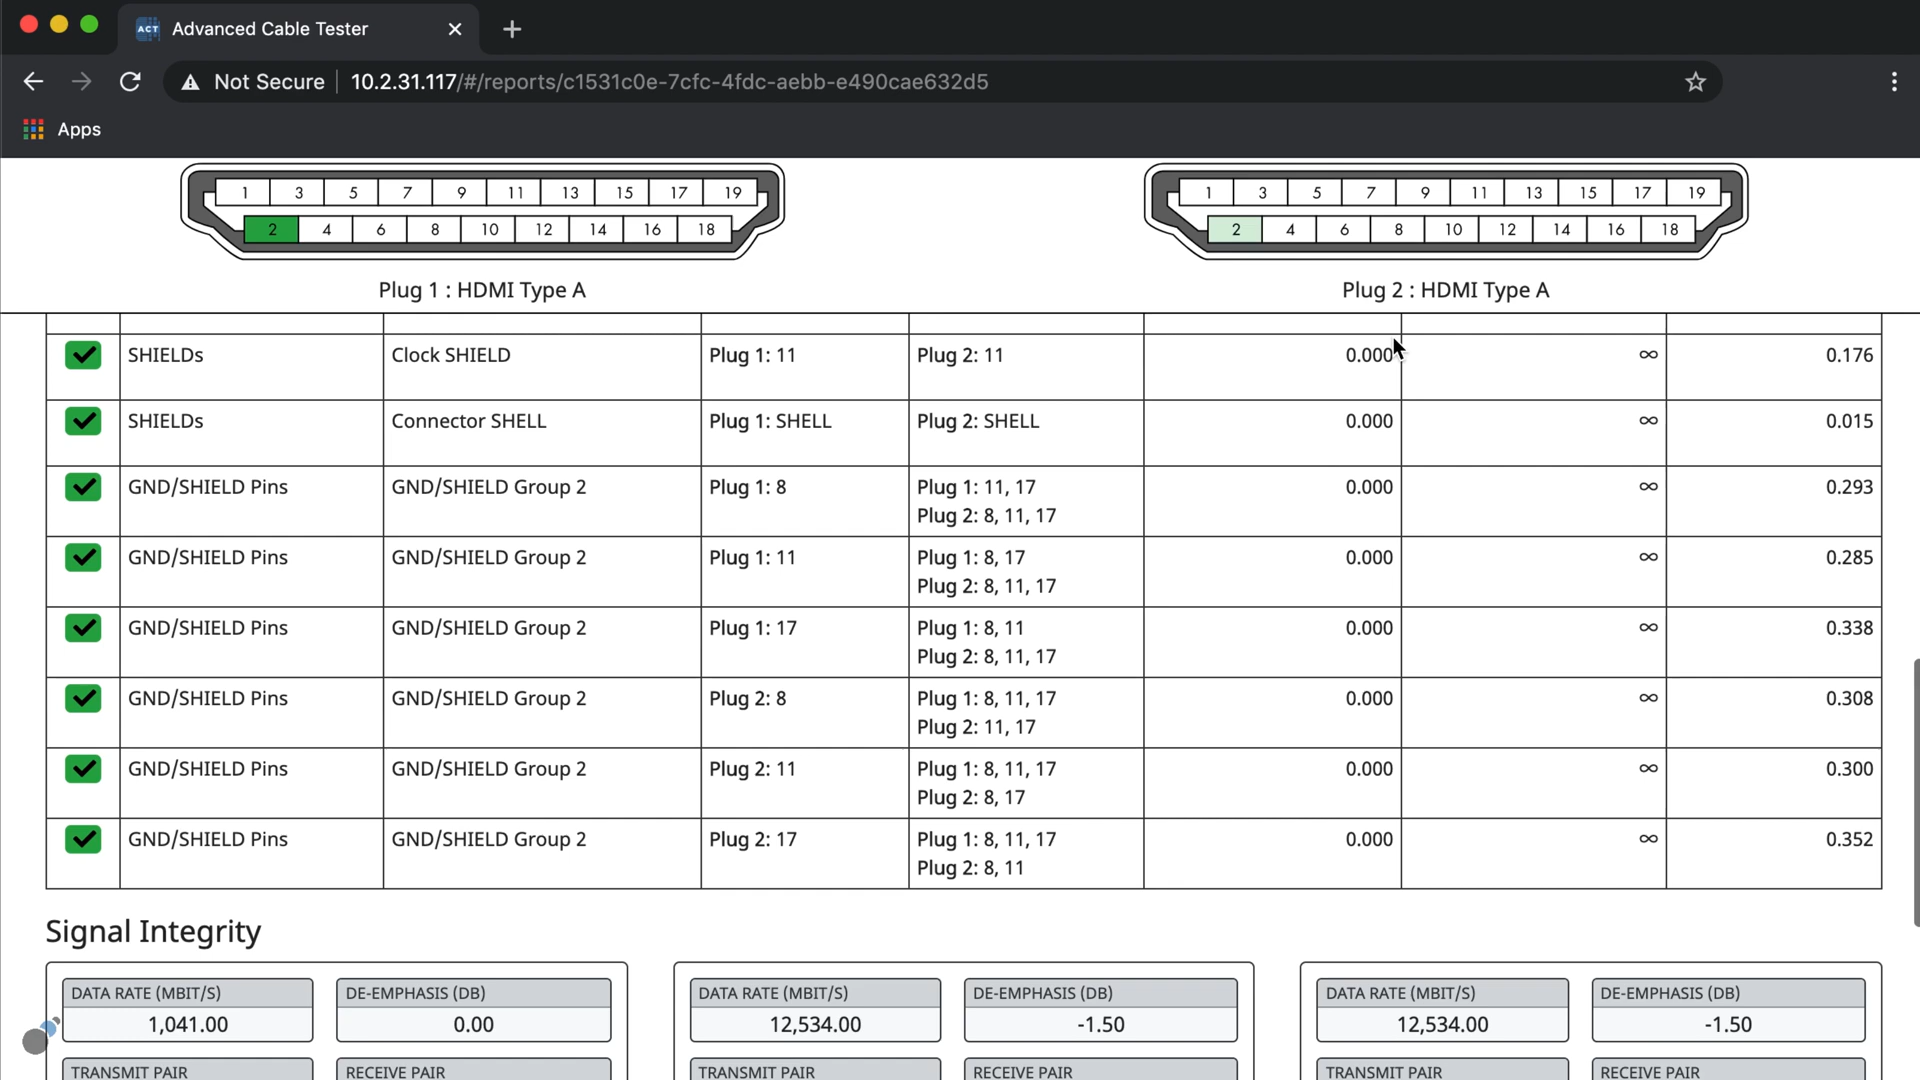 ACT Advanced Cable Tester
Not Secure 10.2.31.117/#/reports/c1531c0e-7cfc-4fdc-aebb-e490cae632d5
Apps
1 3 5 7 9 11 13 15 17 19
2 4 6 8 10 12 14 16 18
Plug 1 : HDMI Type A
1 3 5 7 9 11 13 15 17 19
2 4 6 8 10 12 14 16 18
Plug 2 : HDMI Type A
SHIELDs Clock SHIELD Plug 1: 11 Plug 2: 11 0.000 ∞ 0.176
SHIELDs Connector SHELL Plug 1: SHELL Plug 2: SHELL 0.000 ∞ 0.015
GND/SHIELD Pins GND/SHIELD Group 2 Plug 1: 8 Plug 1: 11, 17 0.000 ∞ 0.293
Plug 2: 8, 11, 17
GND/SHIELD Pins GND/SHIELD Group 2 Plug 1: 11 Plug 1: 8, 17 0.000 ∞ 0.285
Plug 2: 8, 11, 17
GND/SHIELD Pins GND/SHIELD Group 2 Plug 1: 17 Plug 1: 8, 11 0.000 ∞ 0.338
Plug 2: 8, 11, 17
GND/SHIELD Pins GND/SHIELD Group 2 Plug 2: 8 Plug 1: 8, 11, 17 0.000 ∞ 0.308
Plug 2: 11, 17
GND/SHIELD Pins GND/SHIELD Group 2 Plug 2: 11 Plug 1: 8, 11, 17 0.000 ∞ 0.300
Plug 2: 8, 17
GND/SHIELD Pins GND/SHIELD Group 2 Plug 2: 17 Plug 1: 8, 11, 17 0.000 ∞ 0.352
Plug 2: 8, 11
Signal Integrity
DATA RATE (MBIT/S) DE-EMPHASIS (DB) DATA RATE (MBIT/S) DE-EMPHASIS (DB) DATA RATE (MBIT/S) DE-EMPHASIS (DB)
1,041.00 0.00 12,534.00 -1.50 12,534.00 -1.50
TRANSMIT PAIR RECEIVE PAIR TRANSMIT PAIR RECEIVE PAIR TRANSMIT PAIR RECEIVE PAIR